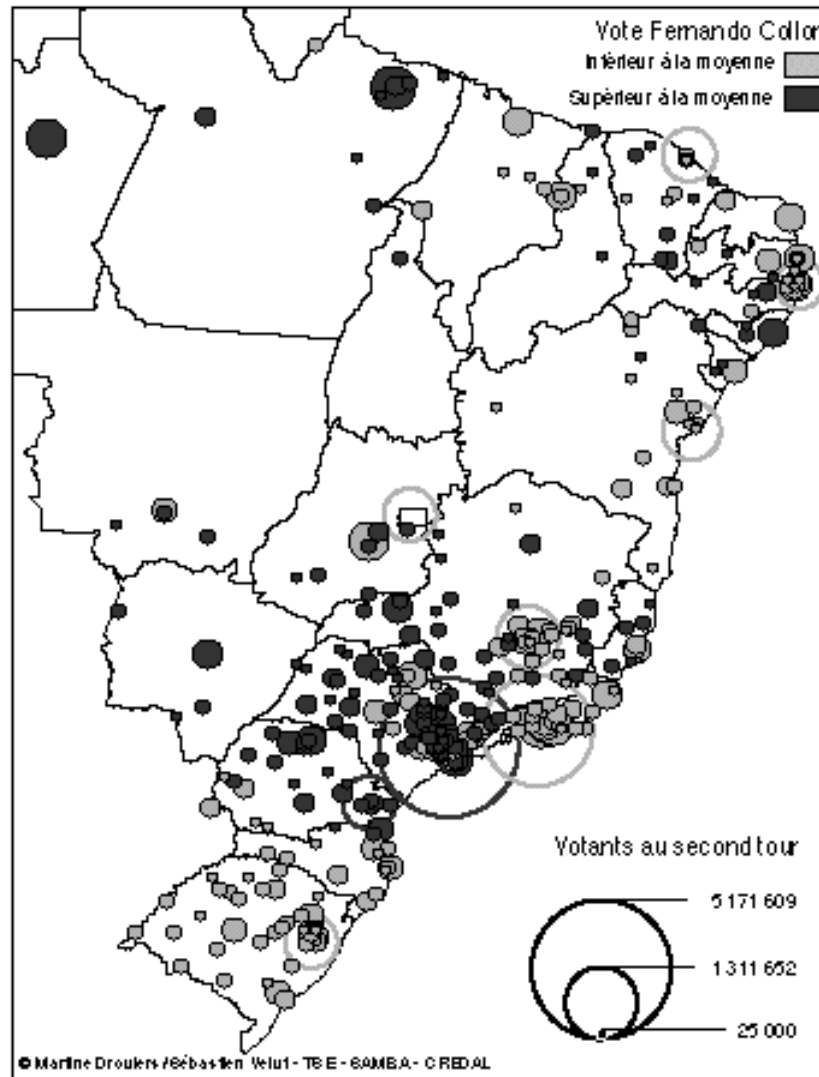 Vote Fernando Collor
Inférieur à la moyenne
Supérieur à la moyenne
Votants au second tour
5 171 609
1 311 652
25 000
© Martine Droulers / Sébastien Velut - TSE - SAMBA - CREDAL